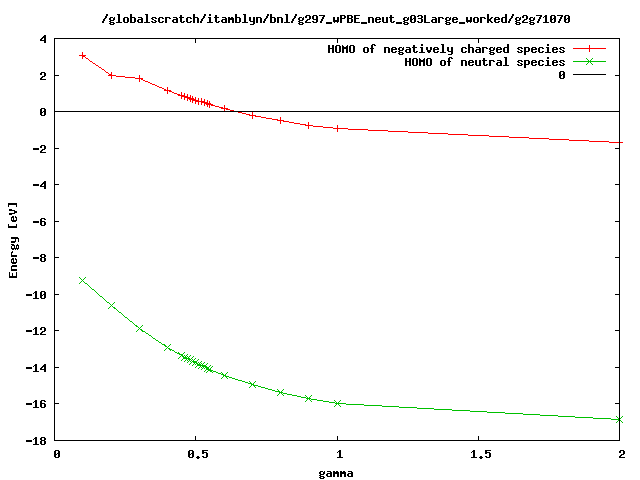 /globalscratch/itamblyn/bnl/g297_wPBE_neut_g03Large_worked/g2g71070
HOMO of negatively charged species
HOMO of neutral species
0
4
2
0
-2
-4
-6
-8
-10
-12
-14
-16
-18
Energy [eV]
0 0.5 1 1.5 2
gamma